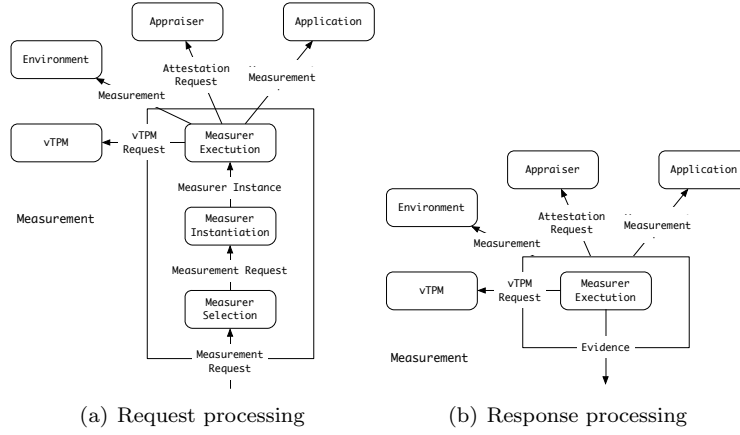 Appraiser
Application
Environment
Attestation
Request
Measurement
Measurement
vTPM
vTPM
Request
Measurer
Exectution
Measurer Instance
Measurement
Measurer
Instantiation
Measurement Request
Measurer
Selection
Measurement
Request
(a) Request processing
Appraiser
Application
Environment
Attestation
Request
Measurement
Measurement
vTPM
vTPM
Request
Measurer
Exectution
Evidence
Measurement
(b) Response processing